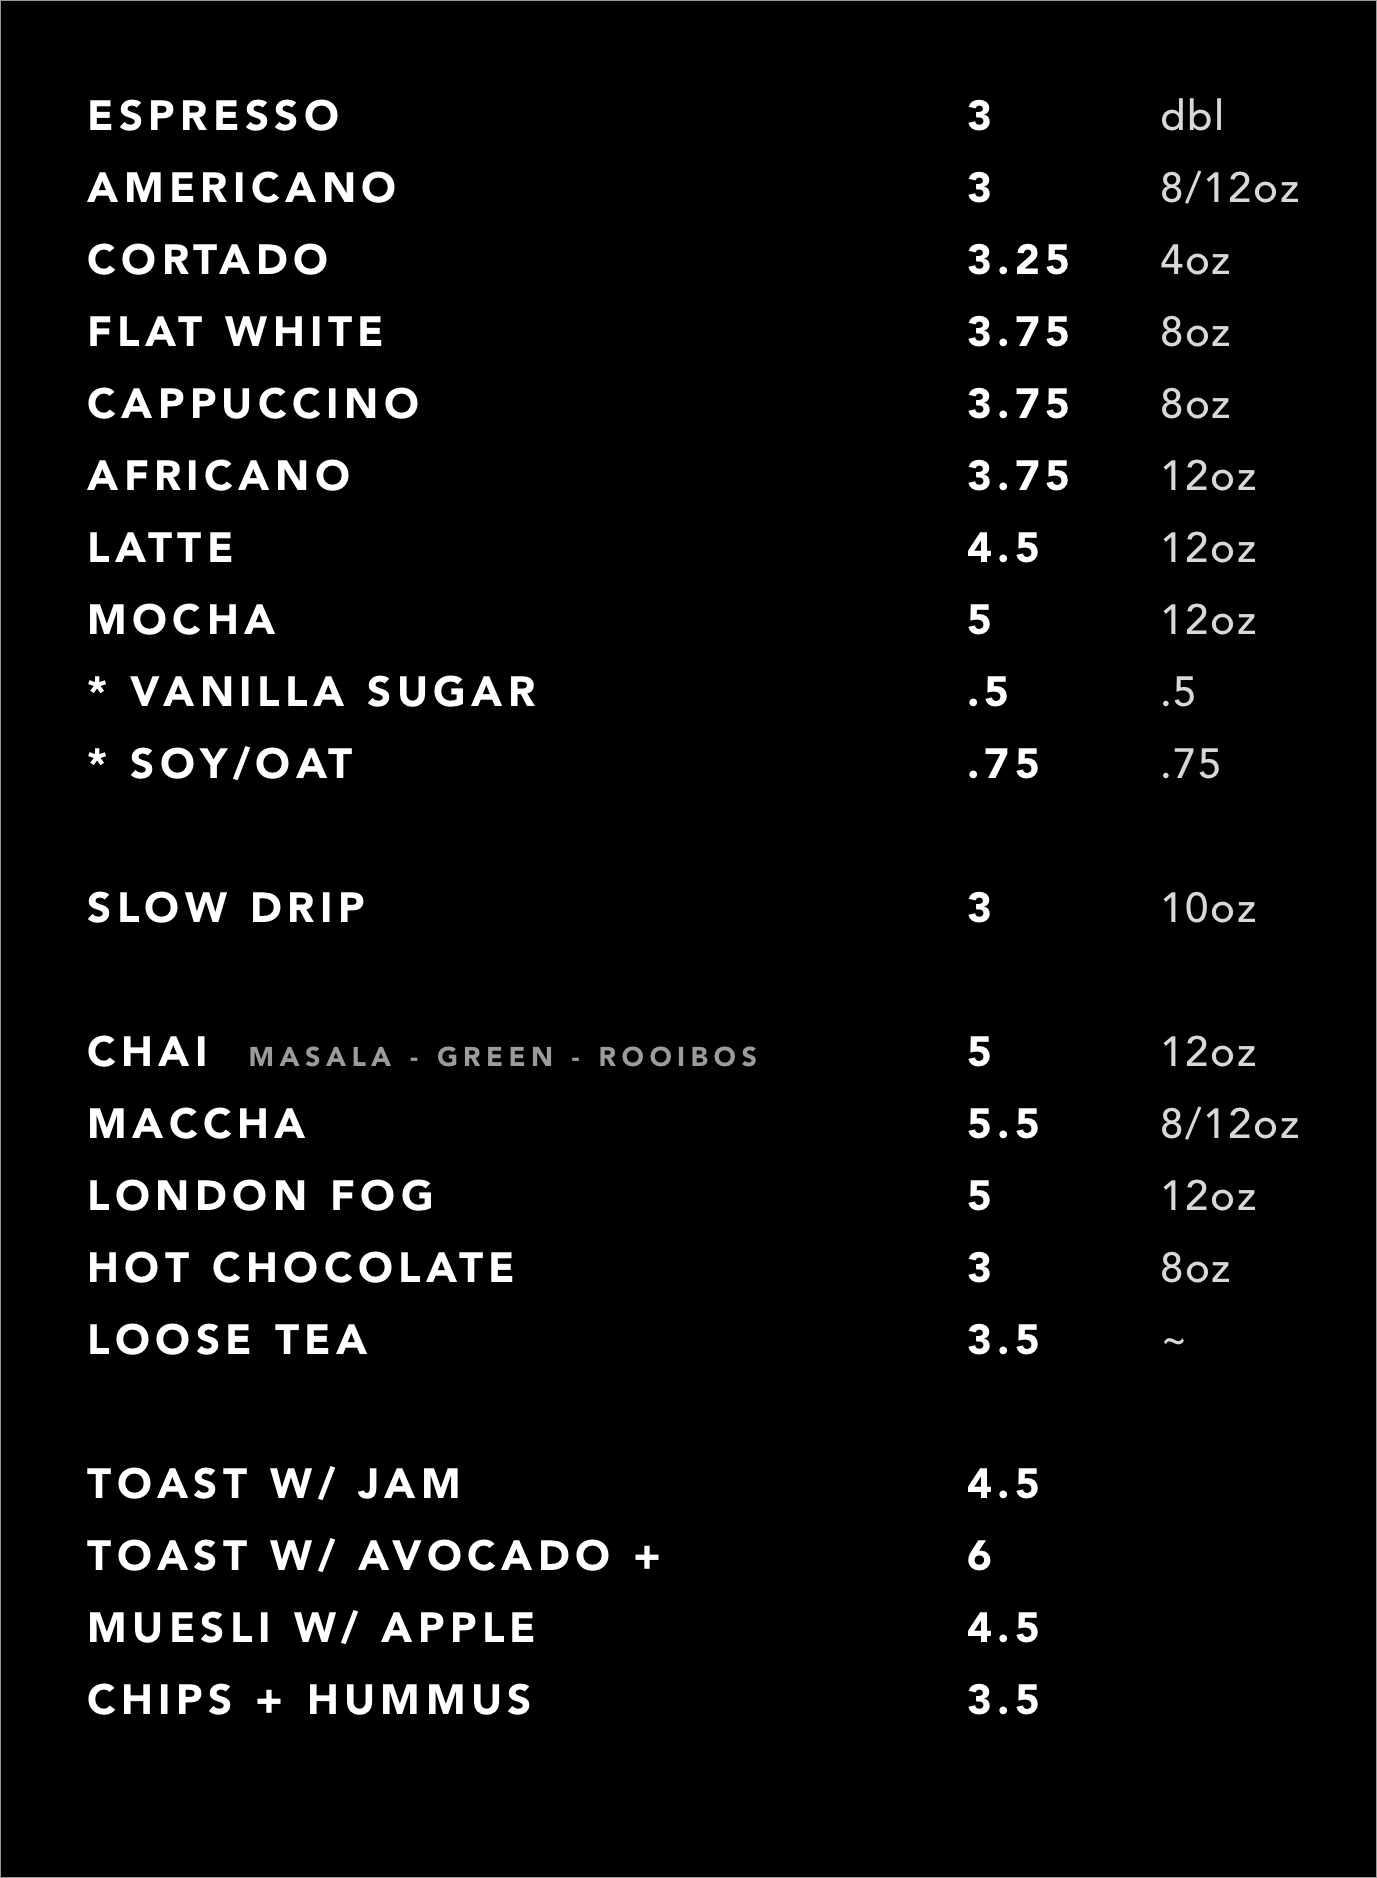 ESPRESSO 3 dbl
AMERICANO 3 8/12oz
CORTADO 3.25 4oz
FLAT WHITE 3.75 8oz
CAPPUCCINO 3.75 8oz
AFRICANO 3.75 12oz
LATTE 4.5 12oz
MOCHA 5 12oz
* VANILLA SUGAR .5 .5
* SOY/OAT .75 .75
SLOW DRIP 3 10oz
CHAI MASALA - GREEN - ROOIBOS 5 12oz
MACCHA 5.5 8/12oz
LONDON FOG 5 12oz
HOT CHOCOLATE 3 8oz
LOOSE TEA 3.5 ~
TOAST W/ JAM 4.5
TOAST W/ AVOCADO + 6
MUESLI W/ APPLE 4.5
CHIPS + HUMMUS 3.5